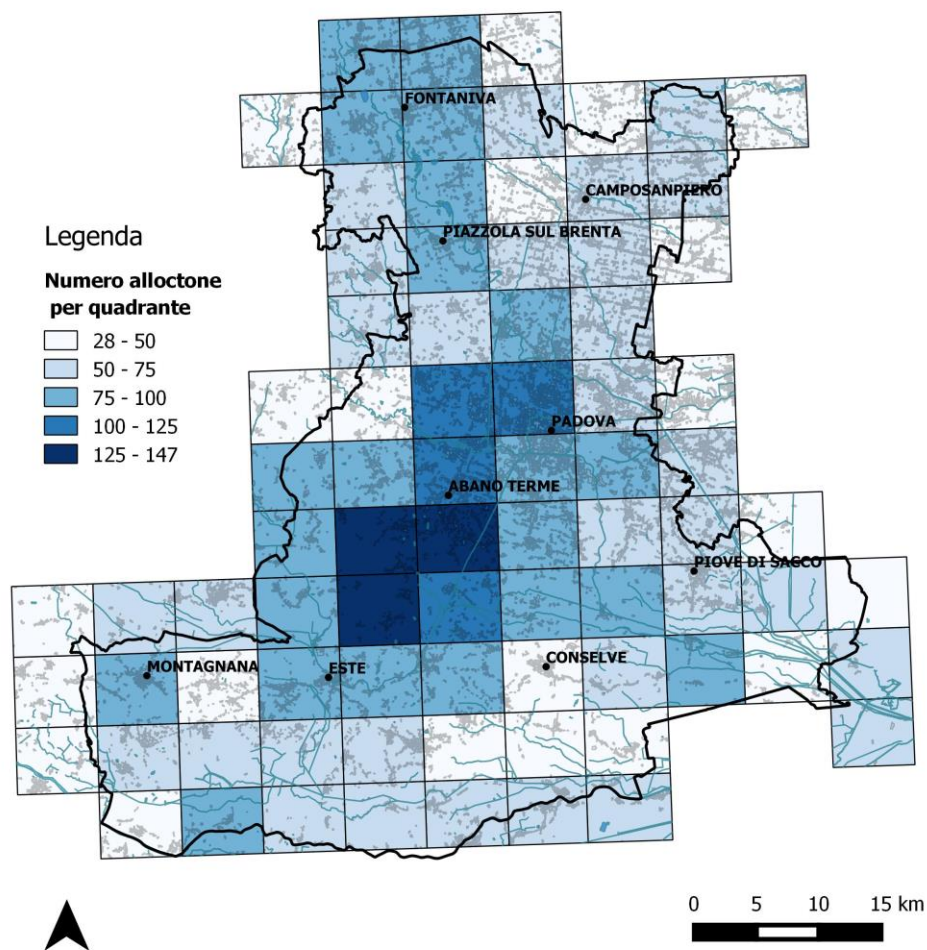 FONTANIVA
CAMPOSANPIERO
PIAZZOLA SUL BRENTA
Legenda
Numero alloctone
per quadrante
28 - 50
50 - 75
75 - 100
100 - 125
125 - 147
PADOVA
ABANO TERME
PIOVE DI SACCO
MONTAGNANA
ESTE
CONSELVE
0 5 10 15 km